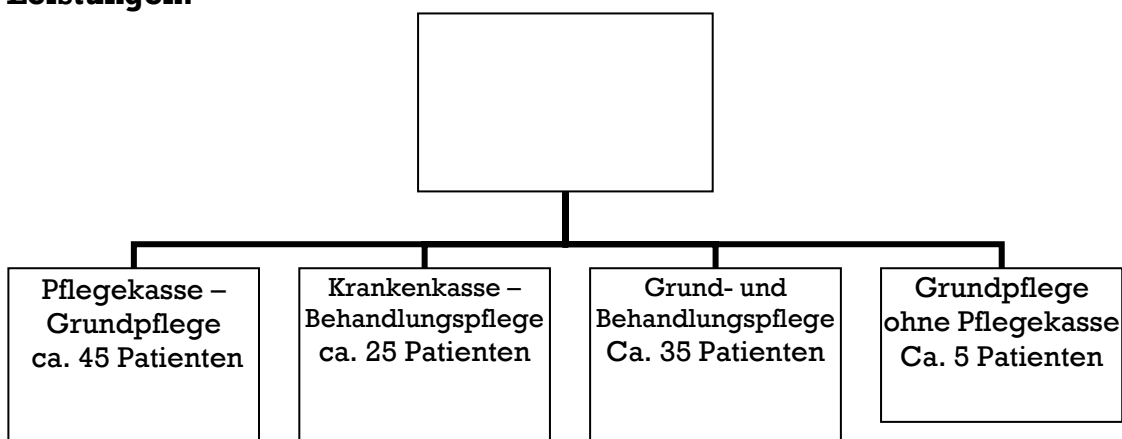 Pflegekasse –
Grundpflege
ca. 45 Patienten
Krankenkasse –
Behandlungspflege
ca. 25 Patienten
Grund- und
Behandlungspflege
Ca. 35 Patienten
Grundpflege
ohne Pflegekasse
Ca. 5 Patienten